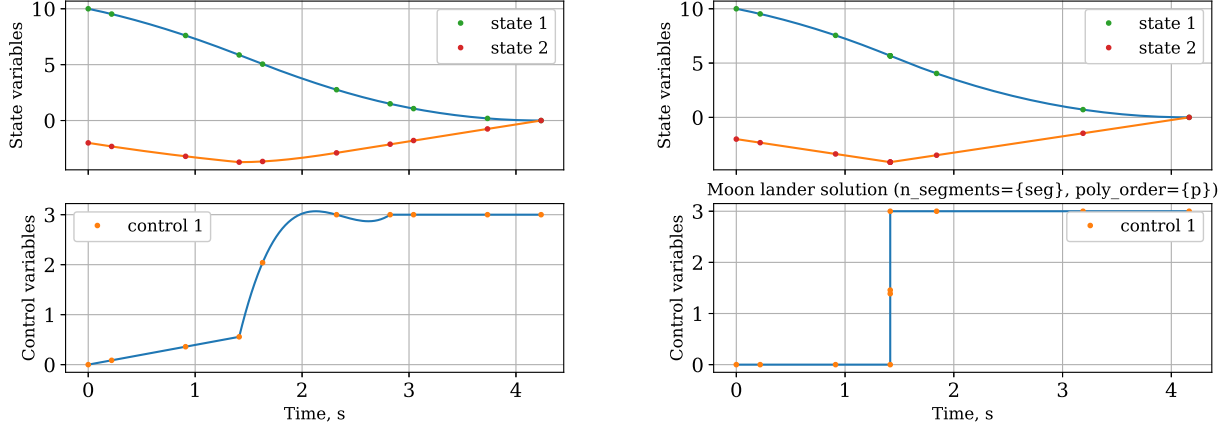 10
5
0
State variables
state 1
state 2
3
2
1
0
Control variables
control 1
0 1 2 3 4
Time, s
10
5
0
State variables
state 1
state 2
Moon lander solution (n_segments={seg}, poly_order={p})
3
2
1
0
Control variables
control 1
0 1 2 3 4
Time, s